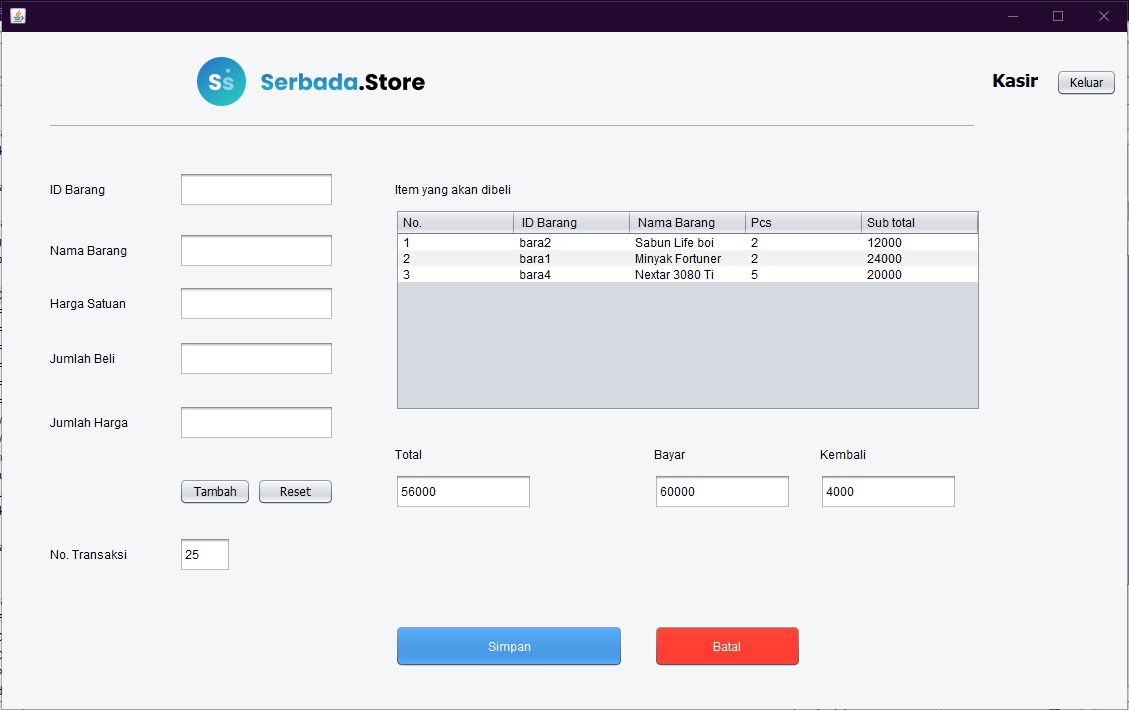 Ss Serbada.Store
Kasir Keluar
ID Barang
Nama Barang
Harga Satuan
Jumlah Beli
Jumlah Harga
Tambah Reset
No. Transaksi 25
Item yang akan dibeli
No. ID Barang Nama Barang Pcs Sub total
1 bara2 Sabun Life boi 2 12000
2 bara1 Minyak Fortuner 2 24000
3 bara4 Nextar 3080 Ti 5 20000
Total Bayar Kembali
56000 60000 4000
Simpan Batal